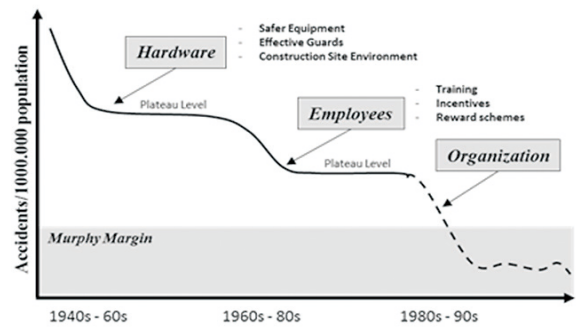 Accidents/1000.000 population
Hardware
- Safer Equipment
- Effective Guards
- Construction Site Environment
Plateau Level
Employees
- Training
- Incentives
- Reward schemes
Plateau Level
Organization
Murphy Margin
1940s - 60s
1960s - 80s
1980s - 90s